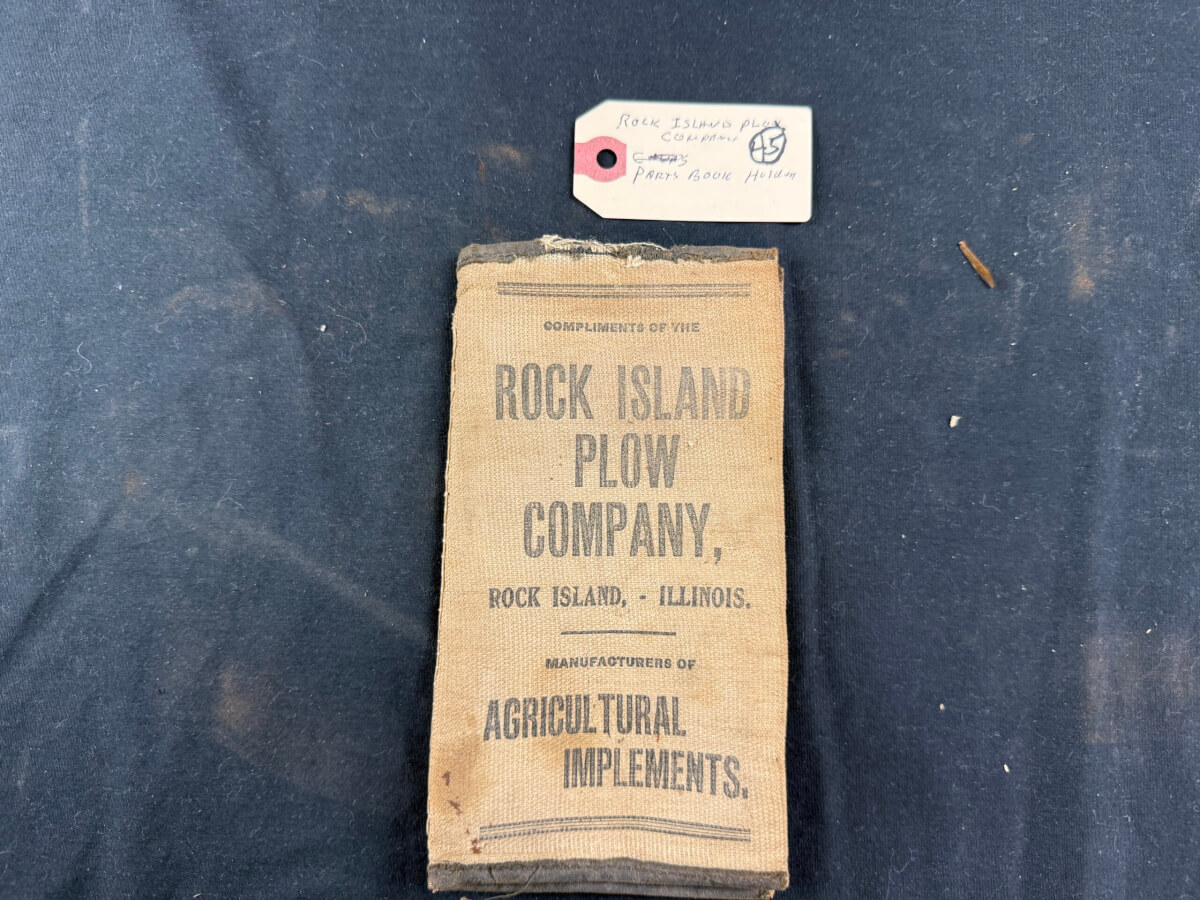 ROCK ISLAND PLOW
COMPANY
45
PARTS BOOK Holder
COMPLIMENTS OF THE
ROCK ISLAND
PLOW
COMPANY,
ROCK ISLAND, - ILLINOIS.
MANUFACTURERS OF
AGRICULTURAL
IMPLEMENTS.